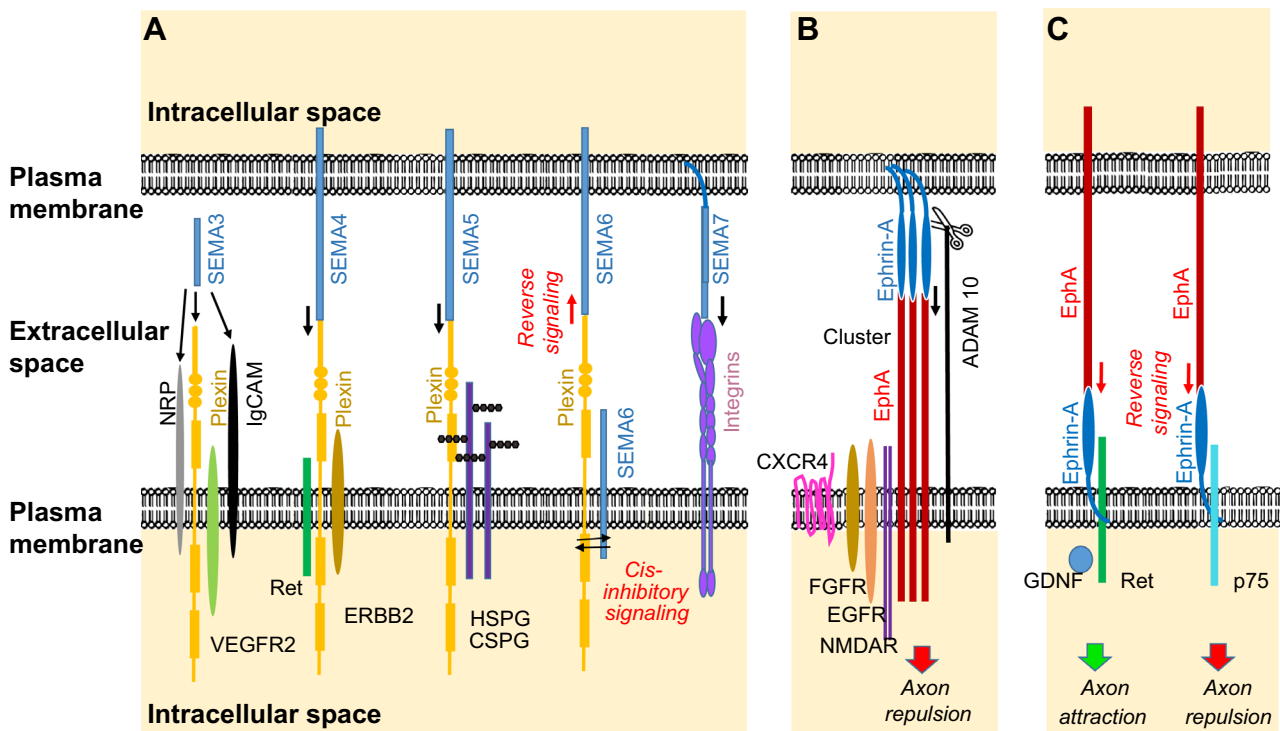 A
B
C
Intracellular space
Plasma
membrane
SEMA3
SEMA4
SEMA5
SEMA6
SEMA7
Reverse
signaling
Extracellular
space
NRP
Plexin
IgCAM
Plexin
Plexin
Plexin
SEMA6
Integrins
Plasma
membrane
Ret
VEGFR2
ERBB2
HSPG
CSPG
Cis-
inhibitory
signaling
Intracellular space
Ephrin-A
ADAM 10
Cluster
EphA
CXCR4
FGFR
EGFR
NMDAR
Axon
repulsion
EphA
EphA
Reverse
signaling
Ephrin-A
Ephrin-A
GDNF
Ret
p75
Axon
attraction
Axon
repulsion